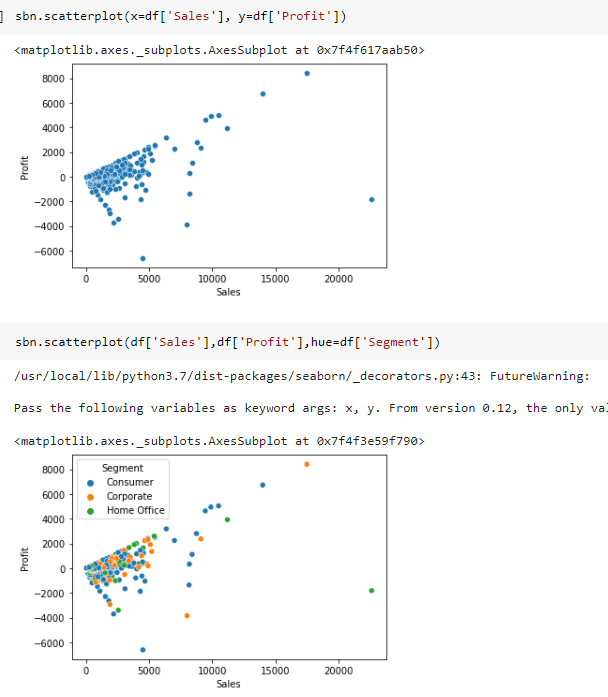 ] sbn.scatterplot(x=df['Sales'], y=df['Profit'])
<matplotlib.axes._subplots.AxesSubplot at 0x7f4f617aab50>
8000
6000
4000
2000
0
−2000
−4000
−6000
Profit
0 5000 10000 15000 20000
Sales
sbn.scatterplot(df['Sales'],df['Profit'],hue=df['Segment'])
/usr/local/lib/python3.7/dist-packages/seaborn/_decorators.py:43: FutureWarning:
Pass the following variables as keyword args: x, y. From version 0.12, the only val
<matplotlib.axes._subplots.AxesSubplot at 0x7f4f3e59f790>
Segment
Consumer
Corporate
Home Office
8000
6000
4000
2000
0
−2000
−4000
−6000
Profit
0 5000 10000 15000 20000
Sales